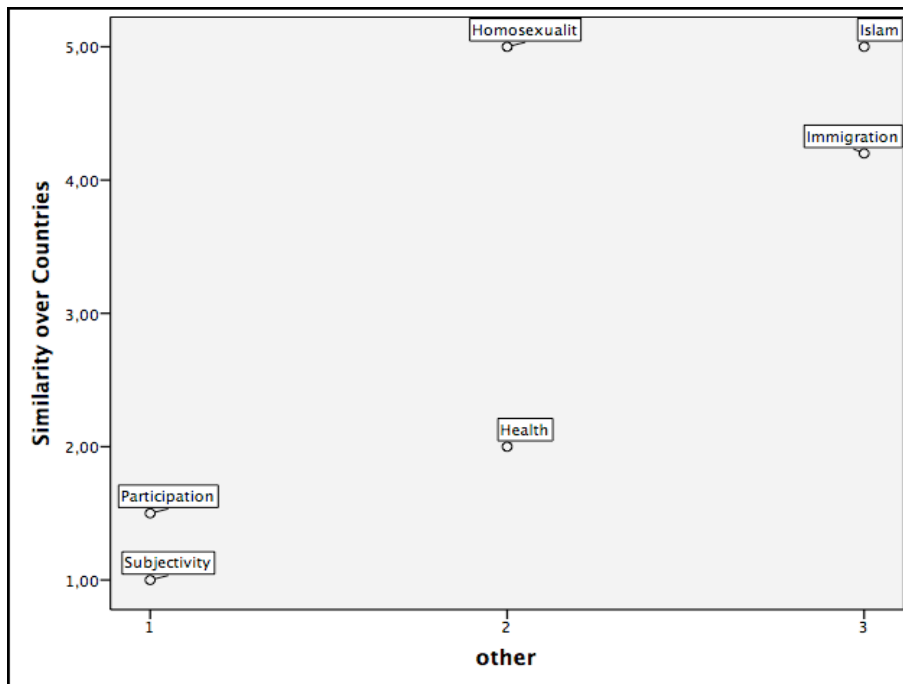 Homosexualit
Islam
5,00
Immigration
4,00
Similarity over Countries
3,00
Health
2,00
Participation
Subjectivity
1,00
1
2
3
other